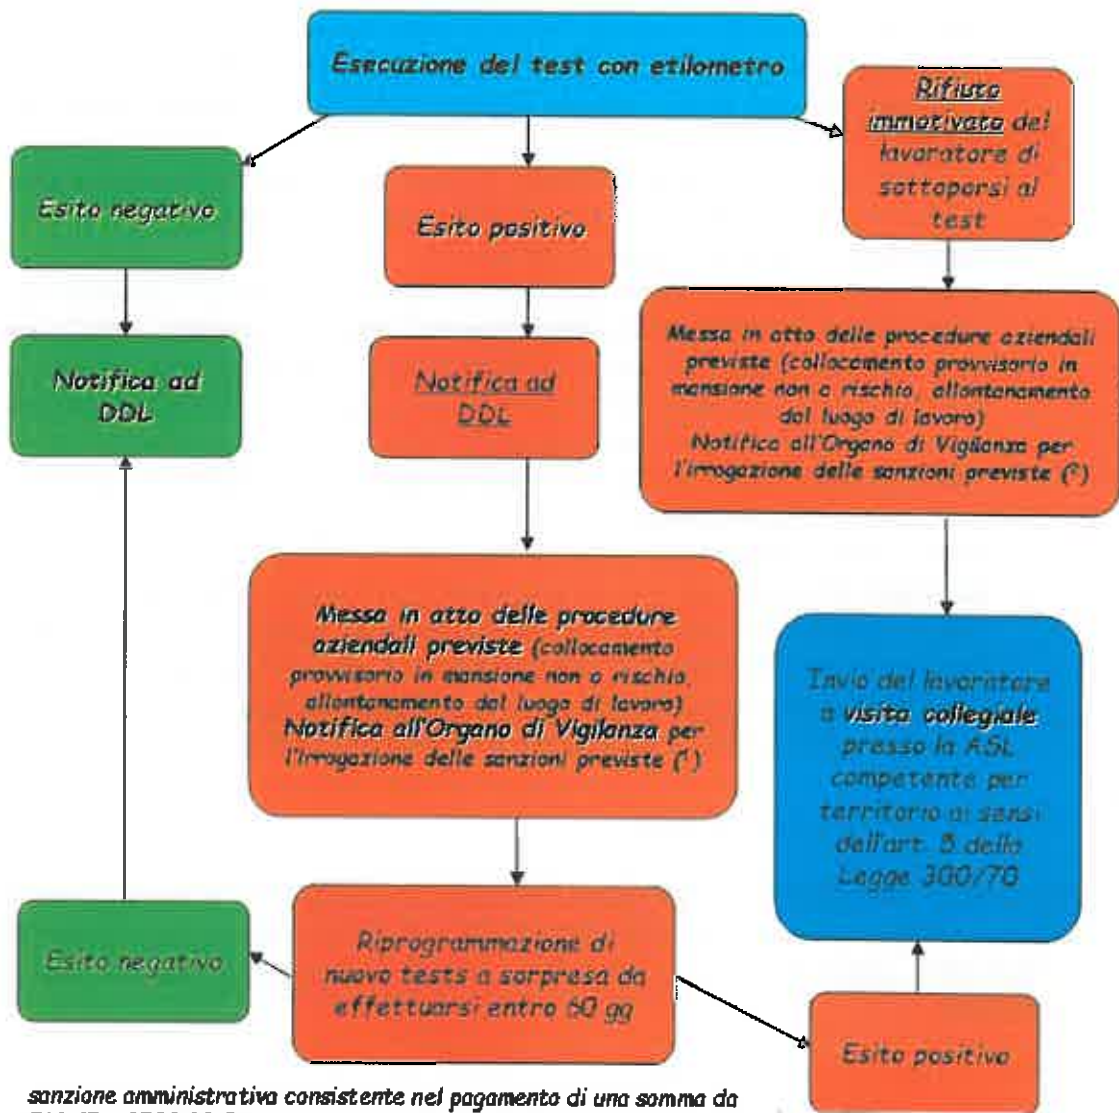 Esecuzione del test con etilometro
Rifiuto
immotivato del
lavoratore di
sottoporsi al
test
Esito negativo
Esito positivo
Notifica ad
DDL
Notifica ad
DDL
Messa in atto delle procedure aziendali
previste (collocamento provvisorio in
mansione non a rischio, allontanamento
dal luogo di lavoro)
Notifica all'Organo di Vigilanza per
l'irrogazione delle sanzioni previste (²)
Messa in atto delle procedure
aziendali previste (collocamento
provvisorio in mansione non a rischio,
allontanamento dal luogo di lavoro)
Notifica all'Organo di Vigilanza per
l'irrogazione delle sanzioni previste (¹)
Invio del lavoratore
a visita collegiale
presso la ASL
competente per
territorio ai sensi
dell'art. 5 della
Legge 300/70
Esito negativo
Riprogrammazione di
nuovo tests a sorpresa da
effettuarsi entro 60 gg
Esito positivo
sanzione amministrativa consistente nel pagamento di una somma da